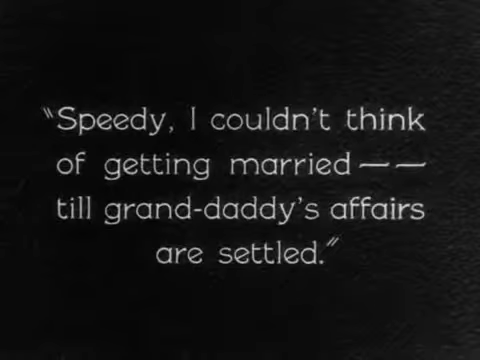 "Speedy, I couldn't think
of getting married——
till grand-daddy's affairs
are settled."